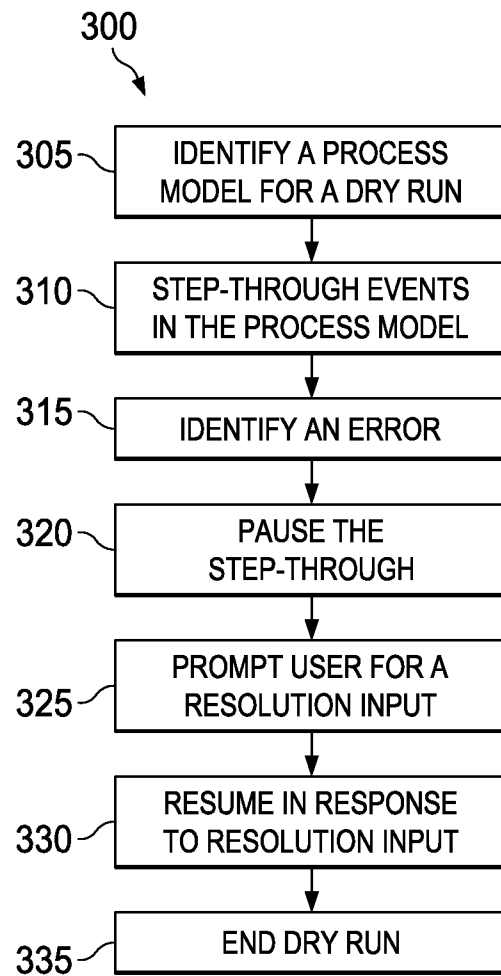 300
305
IDENTIFY A PROCESS
MODEL FOR A DRY RUN
310
STEP-THROUGH EVENTS
IN THE PROCESS MODEL
315
IDENTIFY AN ERROR
320
PAUSE THE
STEP-THROUGH
325
PROMPT USER FOR A
RESOLUTION INPUT
330
RESUME IN RESPONSE
TO RESOLUTION INPUT
335
END DRY RUN